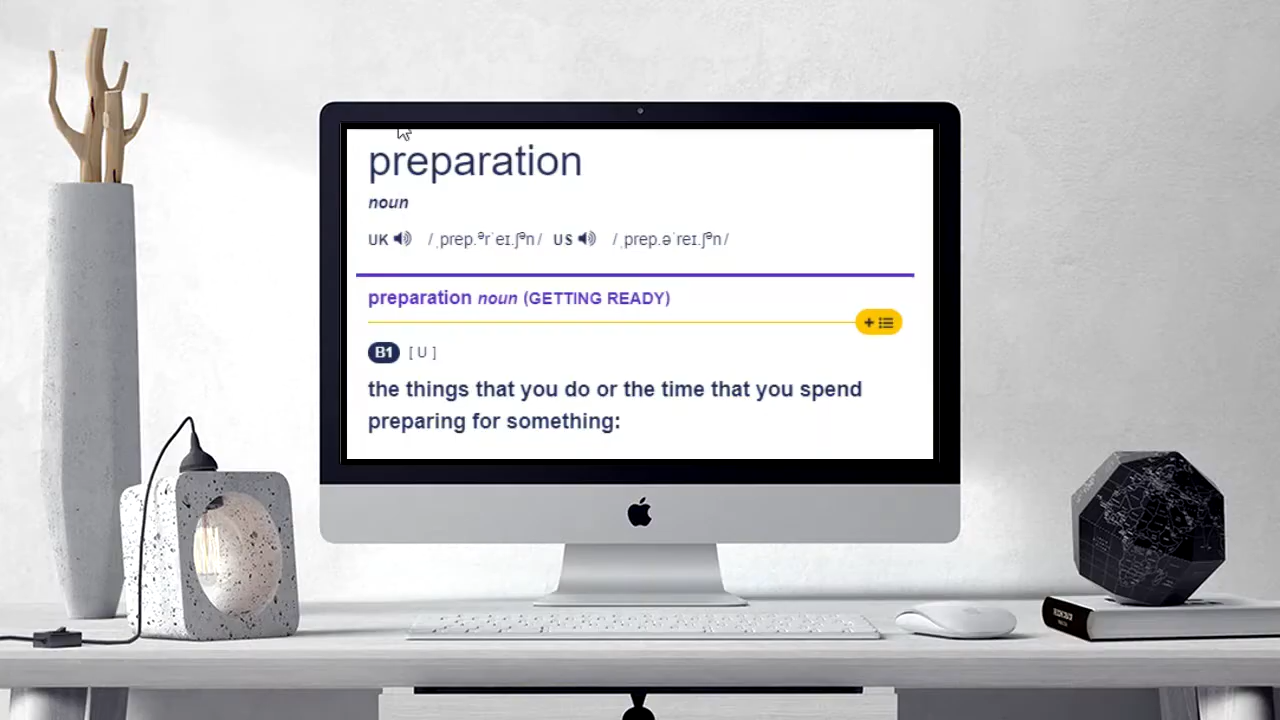 preparation
noun
UK /ˌprep.ᵊrˈeɪ.ʃᵊn/ US /ˌprep.əˈreɪ.ʃᵊn/
preparation noun (GETTING READY)
+
B1 [ U ]
the things that you do or the time that you spend
preparing for something: